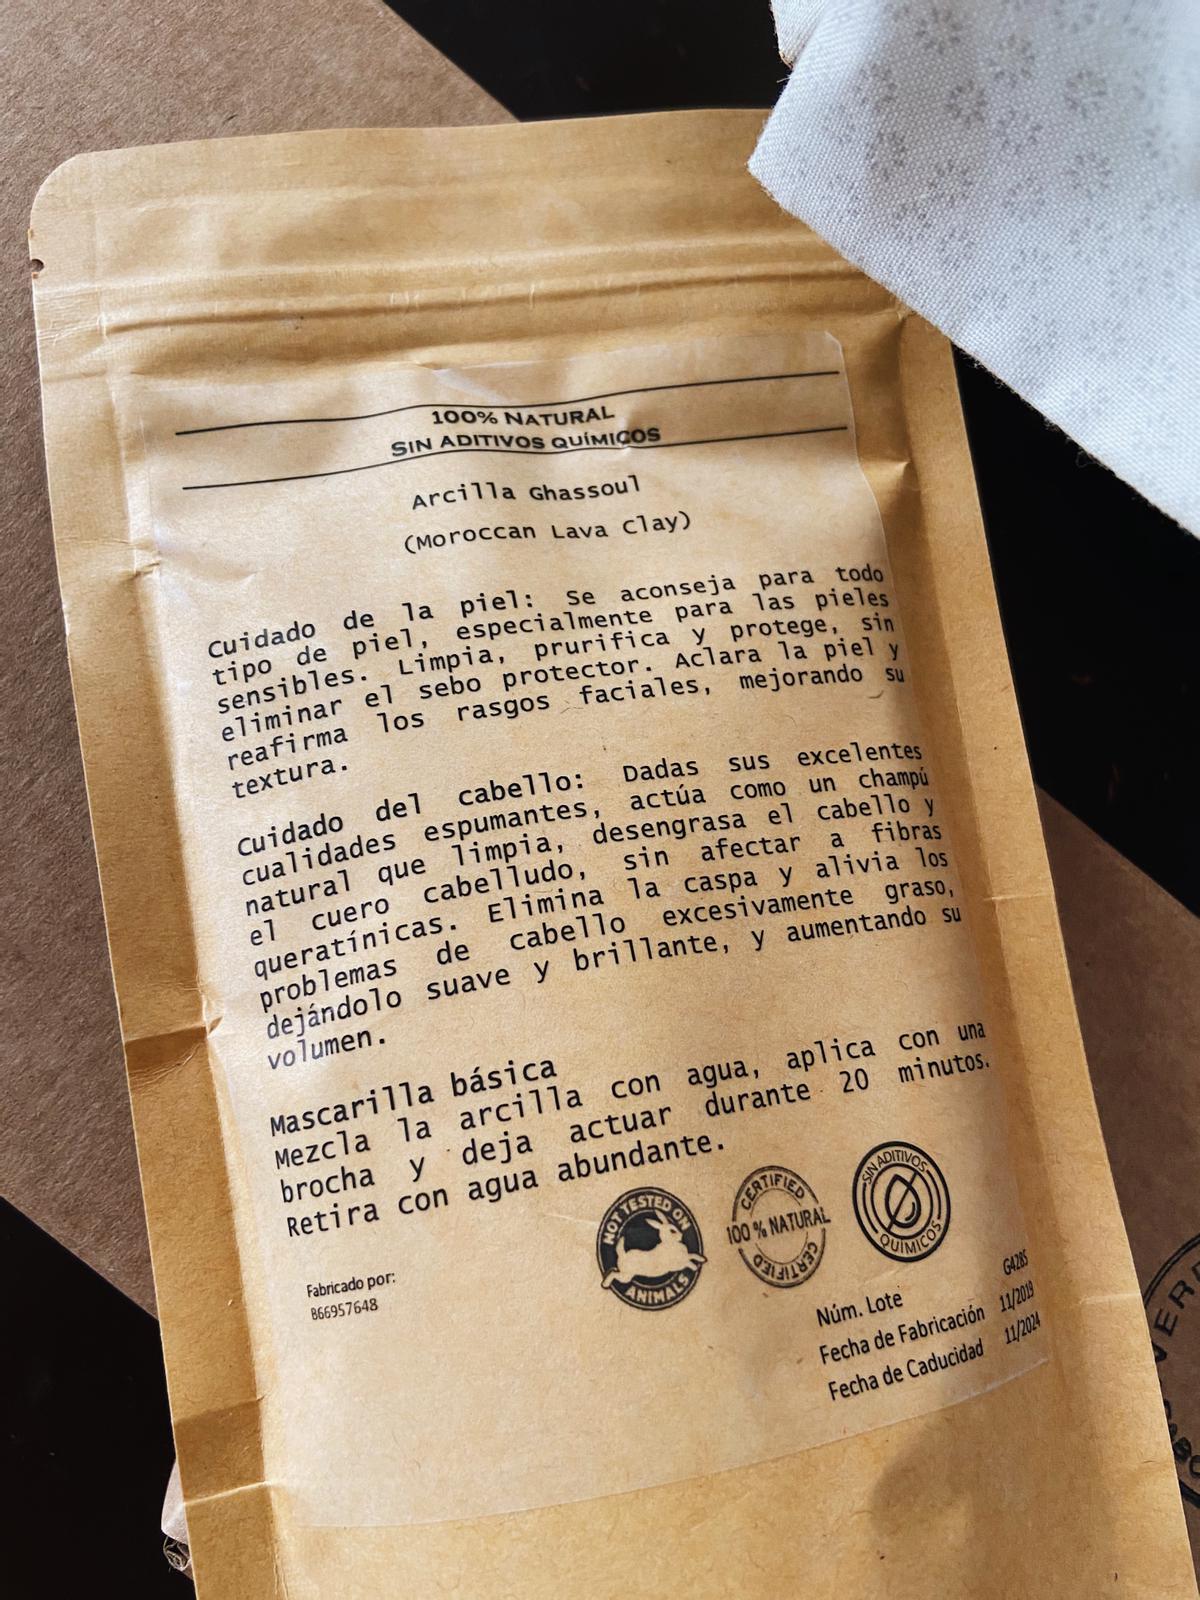 100% NATURAL
SIN ADITIVOS QUÍMICOS
Arcilla Ghassoul
(Moroccan Lava Clay)
Cuidado de la piel: Se aconseja para todo
tipo de piel, especialmente para las pieles
sensibles. Limpia, prurifica y protege, sin
eliminar el sebo protector. Aclara la piel y
reafirma los rasgos faciales, mejorando su
textura.
Cuidado del cabello: Dadas sus excelentes
cualidades espumantes, actúa como un champú
natural que limpia, desengrasa el cabello y
el cuero cabelludo, sin afectar a fibras
queratínicas. Elimina la caspa y alivia los
problemas de cabello excesivamente graso,
dejándolo suave y brillante, y aumentando su
volumen.
Mascarilla básica
Mezcla la arcilla con agua, aplica con una
brocha y deja actuar durante 20 minutos.
Retira con agua abundante.
NOT TESTED ON
ANIMALS
CERTIFIED
100 % NATURAL
CERTIFIED
SIN ADITIVOS
QUÍMICOS
Fabricado por:
B66957648
Núm. Lote G428S
Fecha de Fabricación 11/2019
Fecha de Caducidad 11/2024